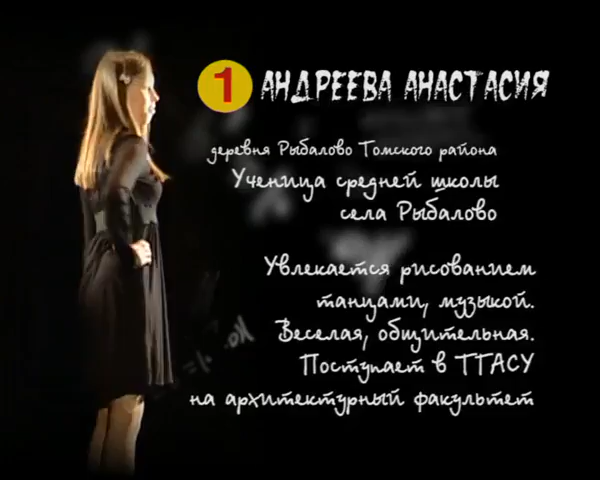 1 АНДРЕЕВА АНАСТАСИЯ
деревня Рыбалово Томского района
Ученица средней школы
села Рыбалово
Увлекается рисованием
танцами, музыкой.
Веселая, общительная.
Поступает в ТГАСУ
на архитектурный факультет